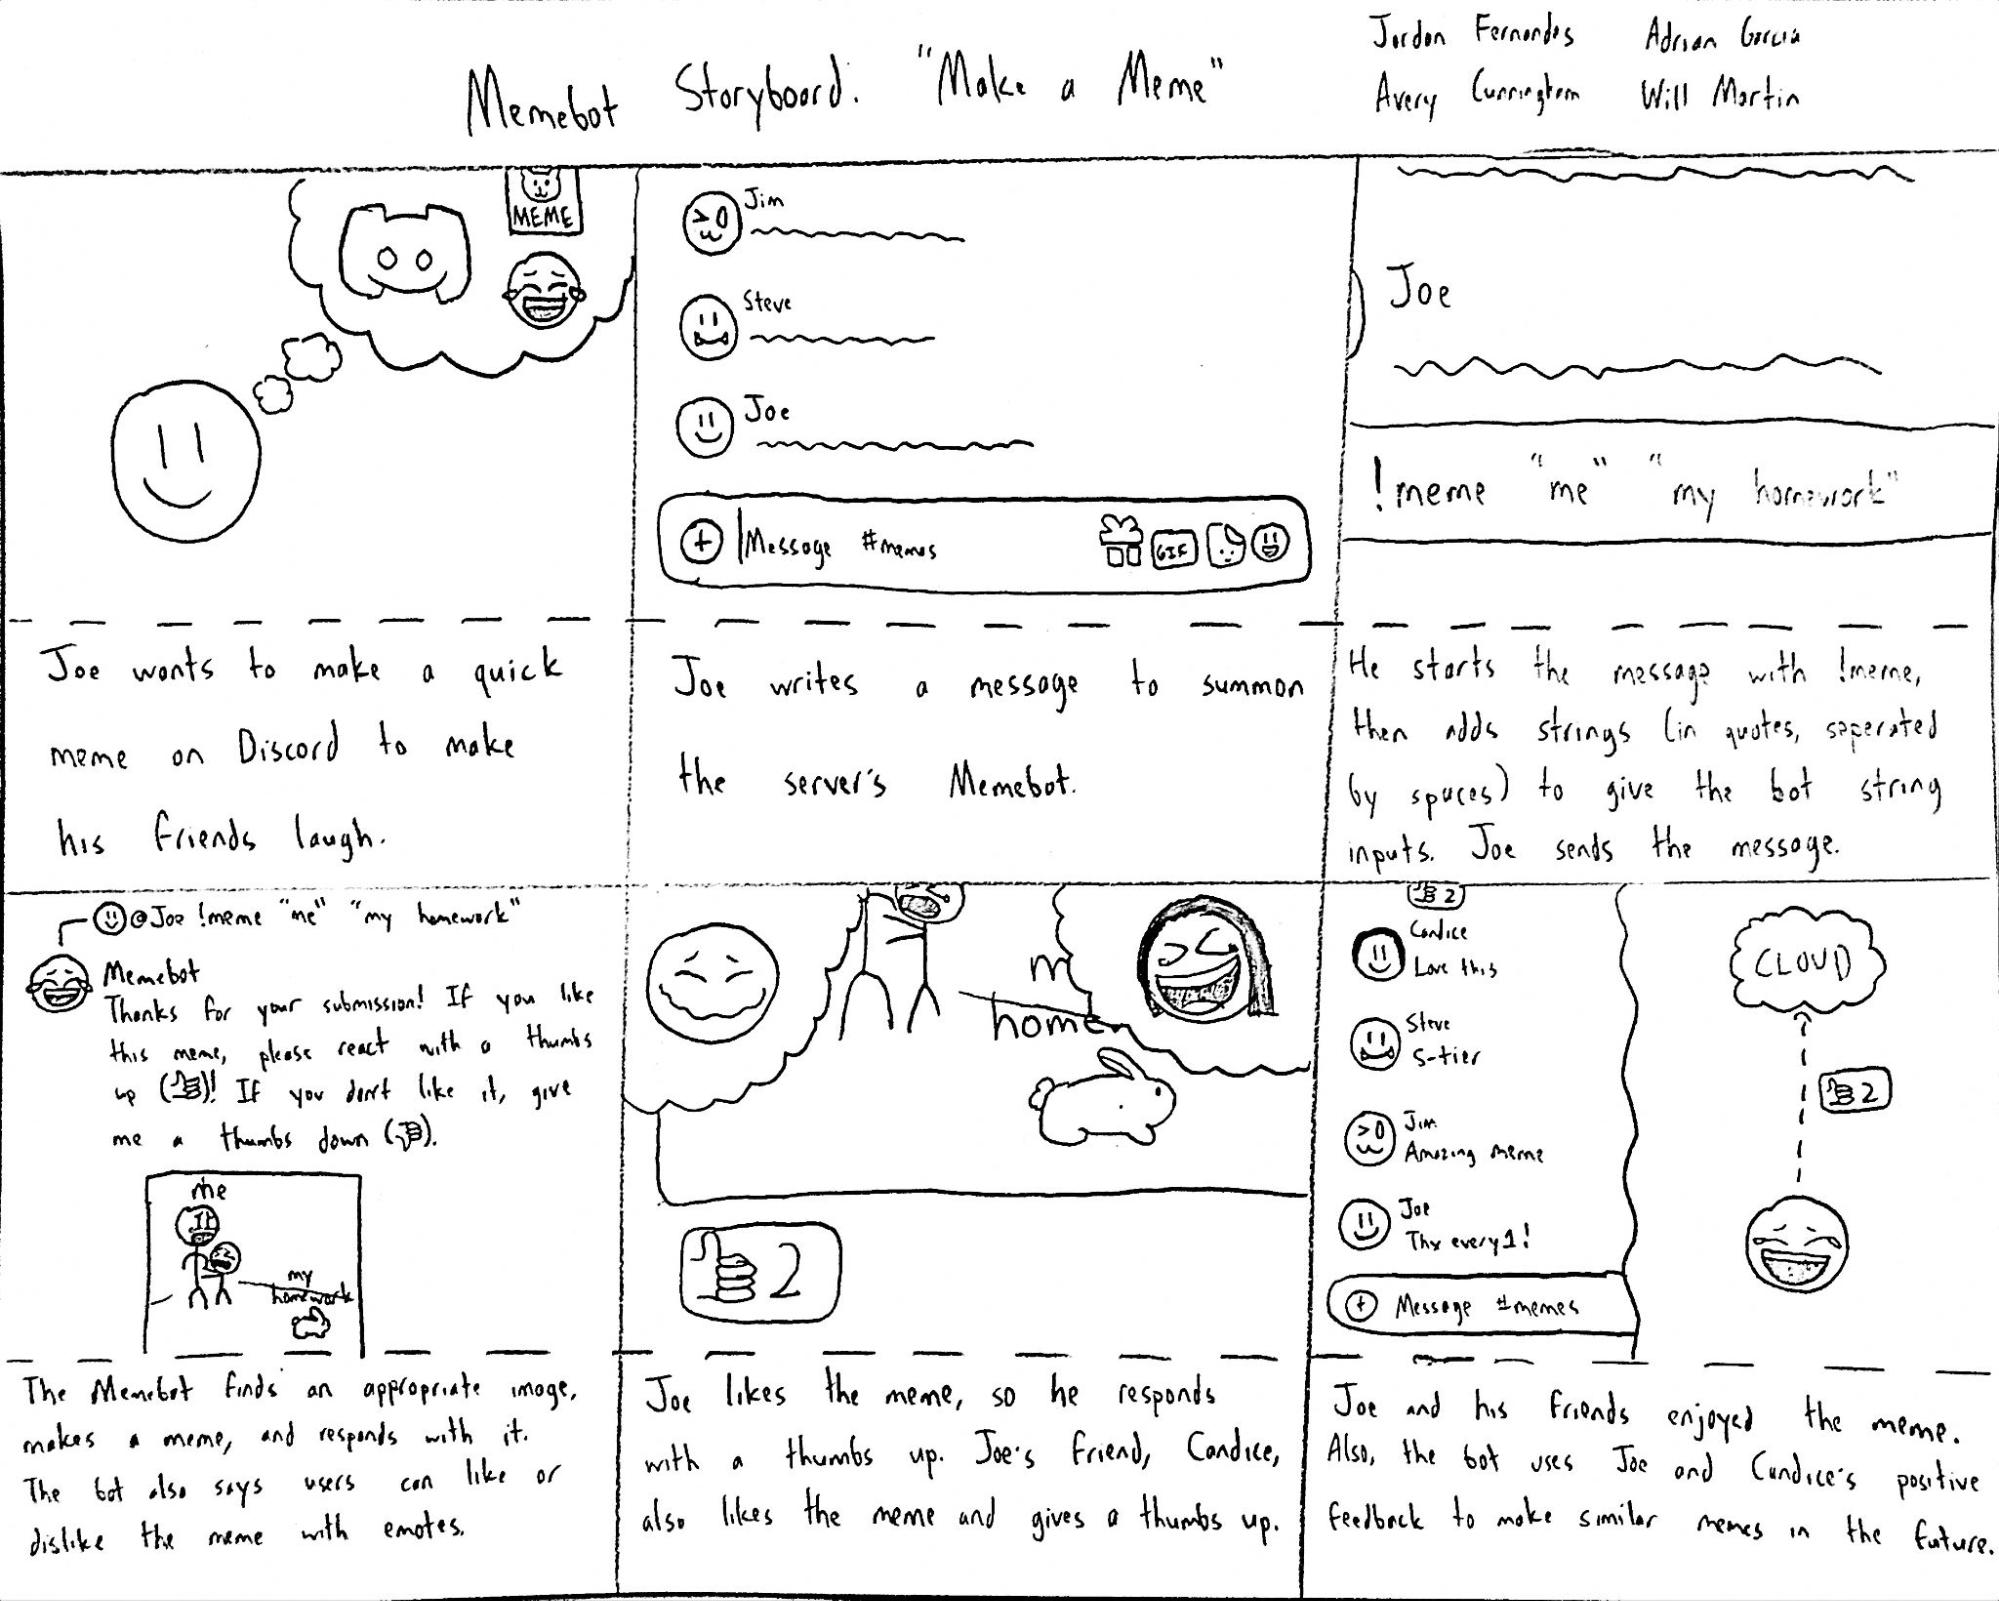 Memebot Storyboard: "Make a Meme"
Jordan Fernandes Adrian Garcia
Avery Cunningham Will Martin
MEME
Joe wants to make a quick
meme on Discord to make
his friends laugh.
Jim
Steve
Joe
Message #memes
GIF
Joe writes a message to summon
the server's Memebot.
Joe
!meme "me" "my homework"
He starts the message with !meme,
then adds strings (in quotes, seperated
by spaces) to give the bot string
inputs. Joe sends the message.
@Joe !meme "me" "my homework"
Memebot
Thanks for your submission! If you like
this meme, please react with a thumbs
up ( )! If you don't like it, give
me a thumbs down ( ).
me
my
homework
The Memebot finds an appropriate image,
makes a meme, and responds with it.
The bot also says users can like or
dislike the meme with emotes.
m
home
2
Joe likes the meme, so he responds
with a thumbs up. Joe's friend, Candice,
also likes the meme and gives a thumbs up.
2
Candice
Love this
Steve
S-tier
Jim
Amazing meme
Joe
Thx every1!
Message #memes
CLOUD
2
Joe and his friends enjoyed the meme.
Also, the bot uses Joe and Candice's positive
feedback to make similar memes in the future.